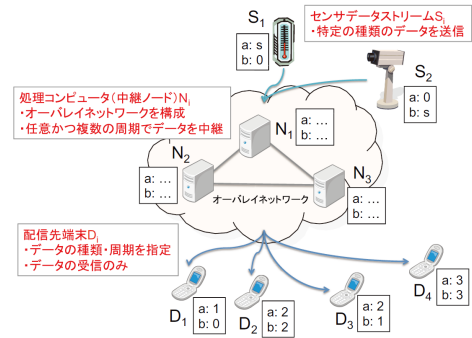 S1
a: s
b: 0
センサデータストリームSi
・特定の種類のデータを送信
S2
a: 0
b: s
処理コンピュータ(中継ノード)Ni
・オーバレイネットワークを構成
・任意かつ複数の周期でデータを中継
N1
a: ...
b: ...
N2
a: ...
b: ...
N3
a: ...
b: ...
オーバレイネットワーク
配信先端末Di
・データの種類・周期を指定
・データの受信のみ
D1
a: 1
b: 0
D2
a: 2
b: 2
D3
a: 2
b: 1
D4
a: 3
b: 3